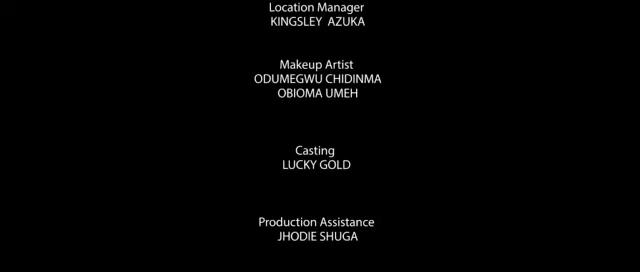 Location Manager
KINGSLEY AZUKA
Makeup Artist
ODUMEGWU CHIDINMA
OBIOMA UMEH
Casting
LUCKY GOLD
Production Assistance
JHODIE SHUGA